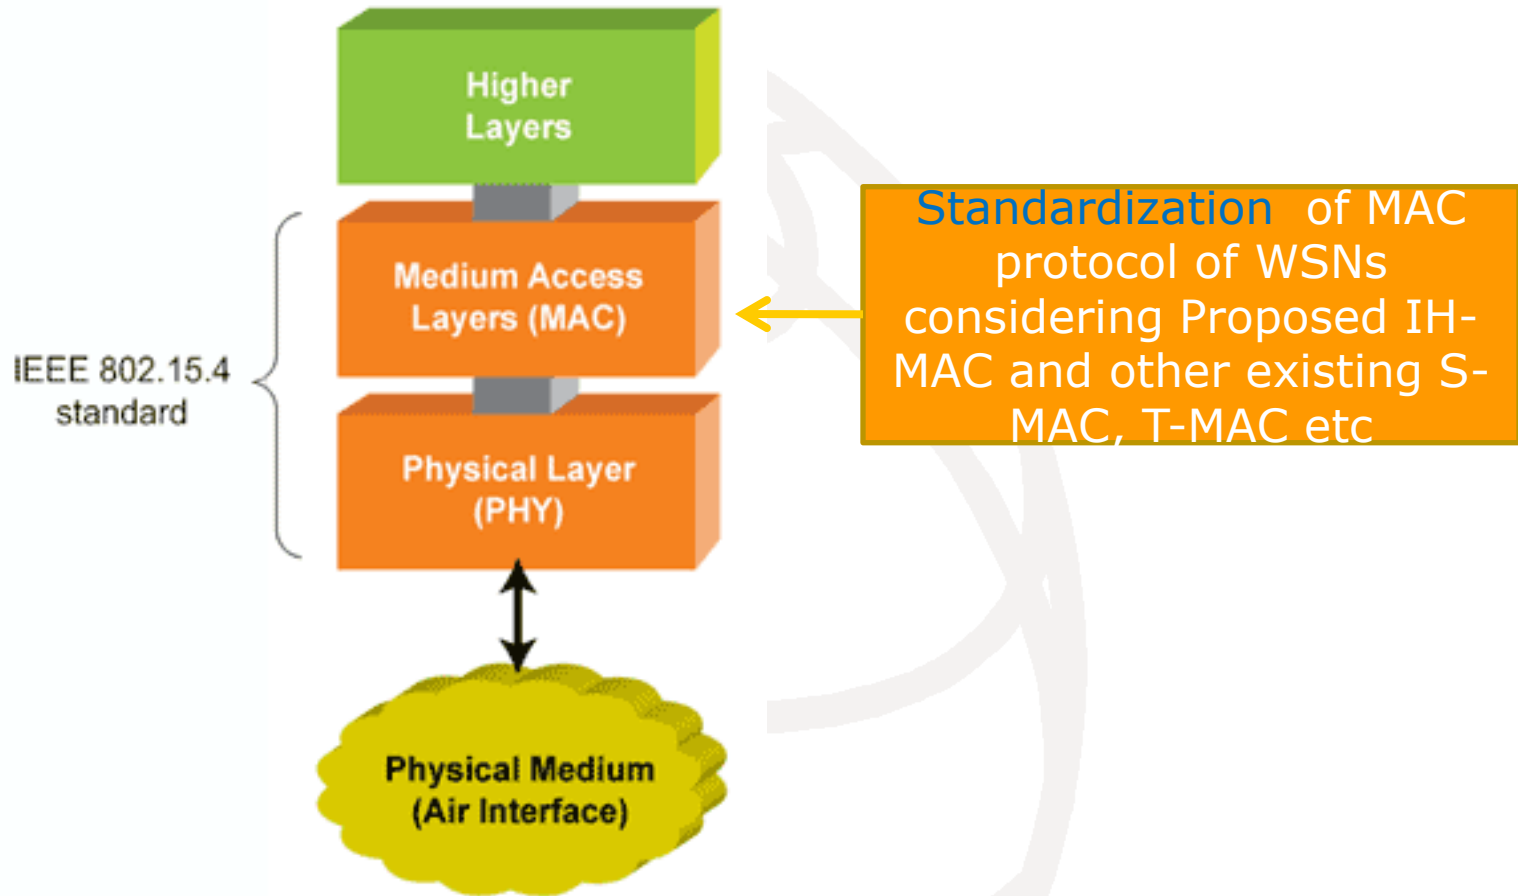 Higher
Layers
Medium Access
Layers (MAC)
IEEE 802.15.4
standard
Physical Layer
(PHY)
Physical Medium
(Air Interface)
Standardization of MAC
protocol of WSNs
considering Proposed IH-
MAC and other existing S-
MAC, T-MAC etc